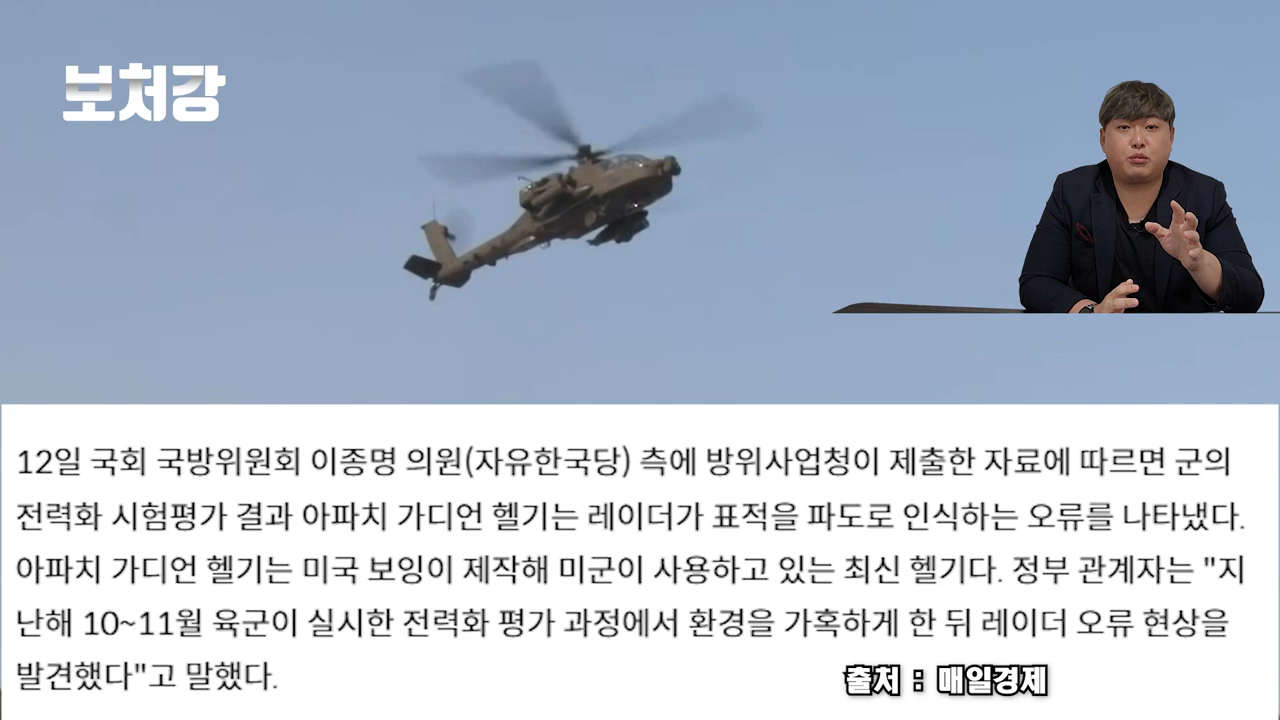 보처강
12일 국회 국방위원회 이종명 의원(자유한국당) 측에 방위사업청이 제출한 자료에 따르면 군의
전력화 시험평가 결과 아파치 가디언 헬기는 레이더가 표적을 파도로 인식하는 오류를 나타냈다.
아파치 가디언 헬기는 미국 보잉이 제작해 미군이 사용하고 있는 최신 헬기다. 정부 관계자는 "지
난해 10~11월 육군이 실시한 전력화 평가 과정에서 환경을 가혹하게 한 뒤 레이더 오류 현상을
발견했다"고 말했다.
출처 : 매일경제